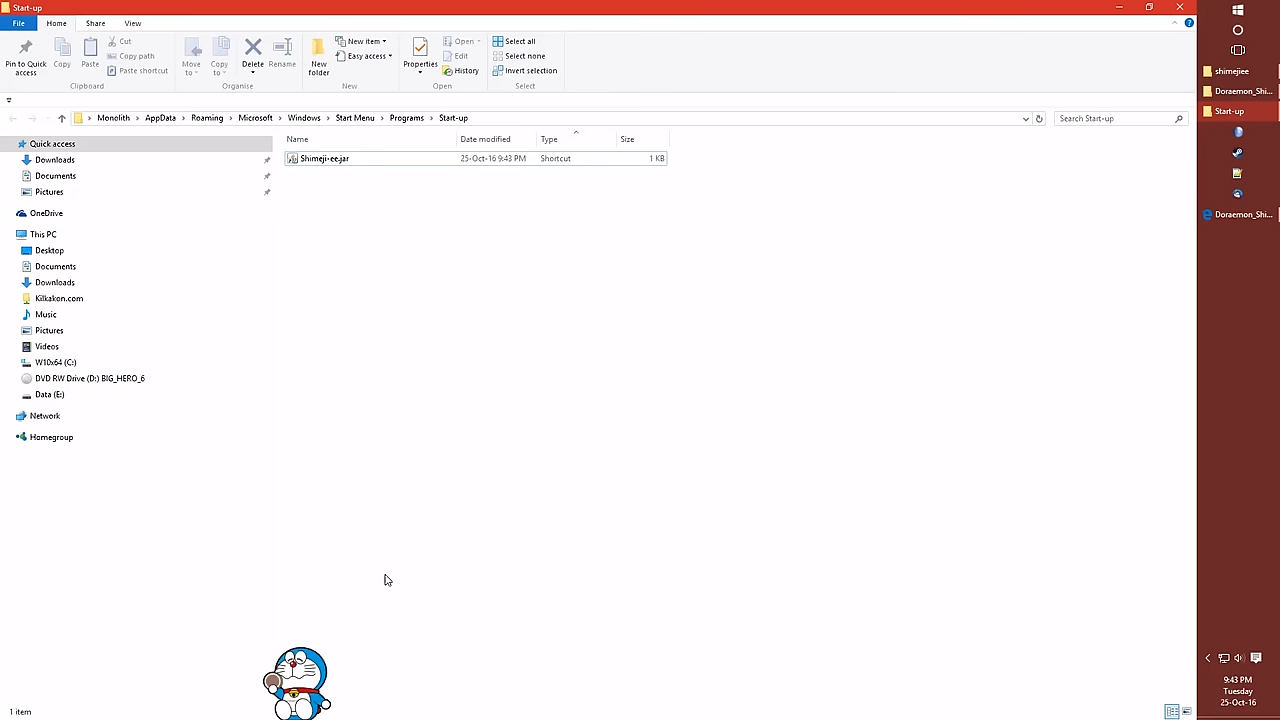 Start-up
File Home Share View
Pin to Quick access
Copy
Paste
Cut
Copy path
Paste shortcut
Clipboard
Move to
Copy to
Delete
Rename
Organise
New folder
New item
Easy access
New
Properties
Open
Edit
History
Open
Select all
Select none
Invert selection
Select
Monolith > AppData > Roaming > Microsoft > Windows > Start Menu > Programs > Start-up
Search Start-up
Name Date modified Type Size
Shimeji-ee.jar 25-Oct-16 9:43 PM Shortcut 1 KB
Quick access
Downloads
Documents
Pictures
OneDrive
This PC
Desktop
Documents
Downloads
Kilkakon.com
Music
Pictures
Videos
W10x64 (C:)
DVD RW Drive (D:) BIG_HERO_6
Data (E:)
Network
Homegroup
1 item
shimejiee
Doraemon_Shi...
Start-up
Doraemon_Shi...
9:43 PM
Tuesday
25-Oct-16